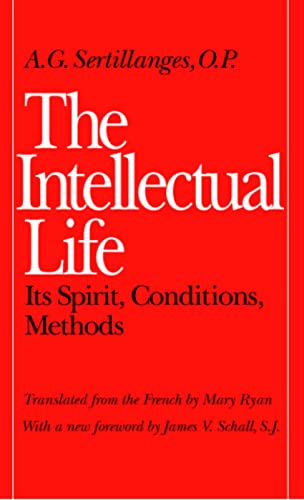 A.G. Sertillanges, O.P.
The
Intellectual
Life
Its Spirit, Conditions,
Methods
Translated from the French by Mary Ryan
With a new foreword by James V. Schall, S.J.